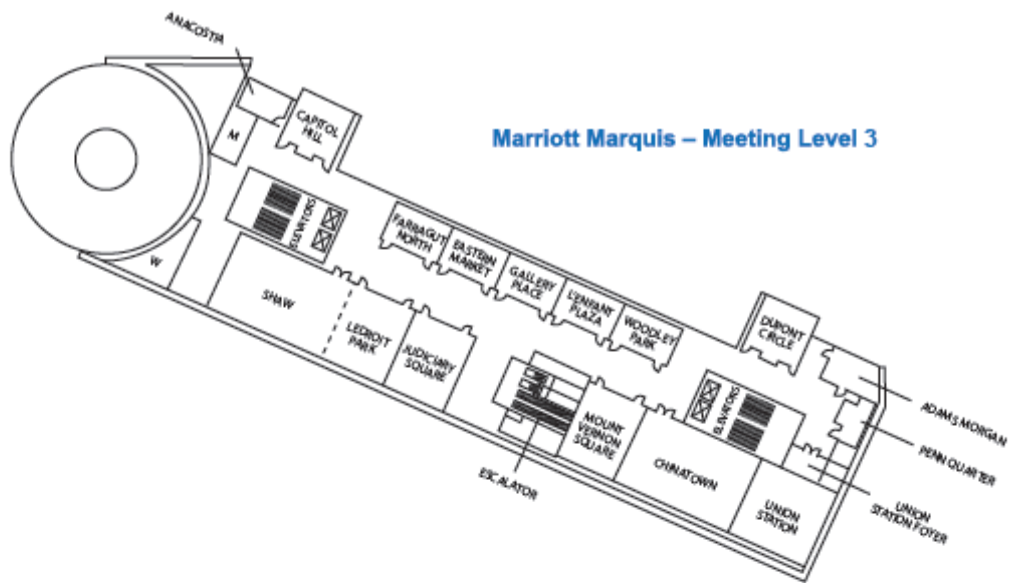 ANACOSTIA
CAPITOL
HILL
M
Marriott Marquis – Meeting Level 3
ELEVATORS
FARRAGUT
NORTH
EASTERN
MARKET
GALLERY
PLACE
L'ENFANT
PLAZA
WOODLEY
PARK
DUPONT
CIRCLE
W
SHAW
LEDROIT
PARK
JUDICIARY
SQUARE
ELEVATORS
ADAMS MORGAN
MOUNT
VERNON
SQUARE
PENN QUARTER
CHINATOWN
ESCALATOR
UNION
STATION
UNION
STATION FOYER